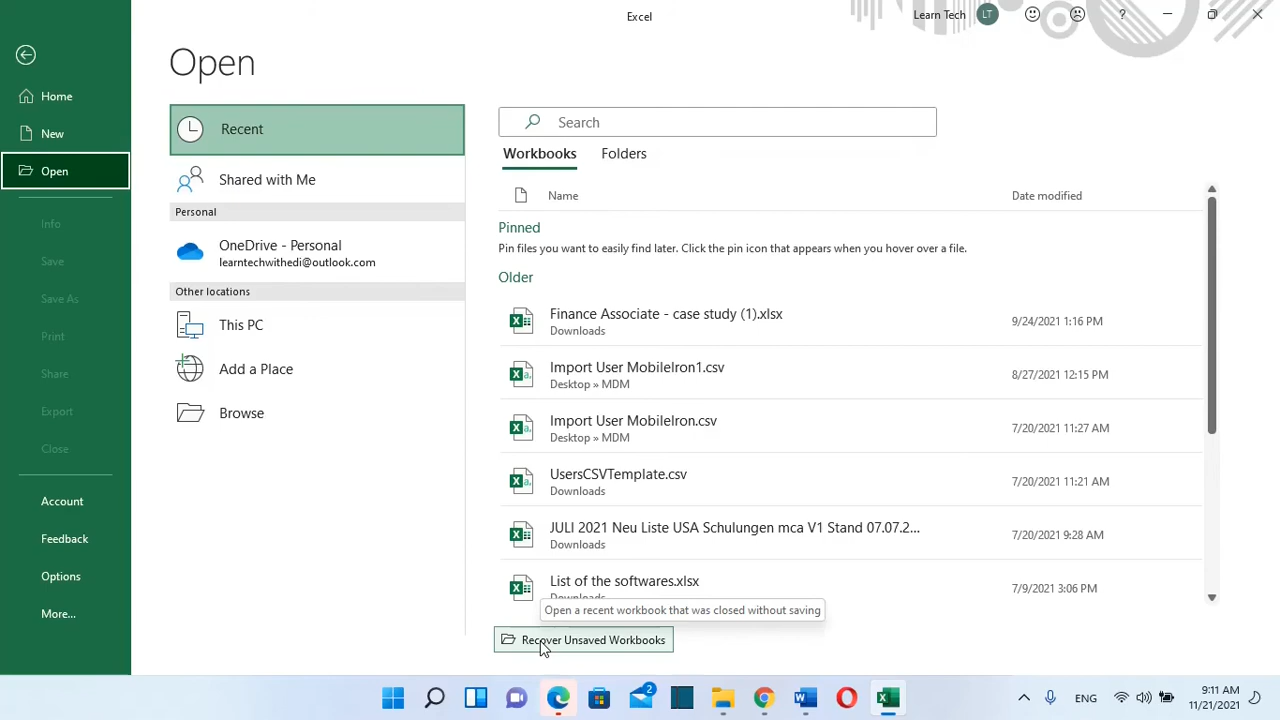 Excel
Learn Tech
LT
?
Home
New
Open
Info
Save
Save As
Print
Share
Export
Close
Account
Feedback
Options
More...
Open
Recent
Shared with Me
Personal
OneDrive - Personal
learntechwithedi@outlook.com
Other locations
This PC
Add a Place
Browse
Search
Workbooks Folders
Name Date modified
Pinned
Pin files you want to easily find later. Click the pin icon that appears when you hover over a file.
Older
Finance Associate - case study (1).xlsx 9/24/2021 1:16 PM
Downloads
Import User MobileIron1.csv 8/27/2021 12:15 PM
Desktop » MDM
Import User MobileIron.csv 7/20/2021 11:27 AM
Desktop » MDM
UsersCSVTemplate.csv 7/20/2021 11:21 AM
Downloads
JULI 2021 Neu Liste USA Schulungen mca V1 Stand 07.07.2... 7/20/2021 9:28 AM
Downloads
List of the softwares.xlsx 7/9/2021 3:06 PM
Downloads
Open a recent workbook that was closed without saving
Recover Unsaved Workbooks
2
ENG
9:11 AM
11/21/2021